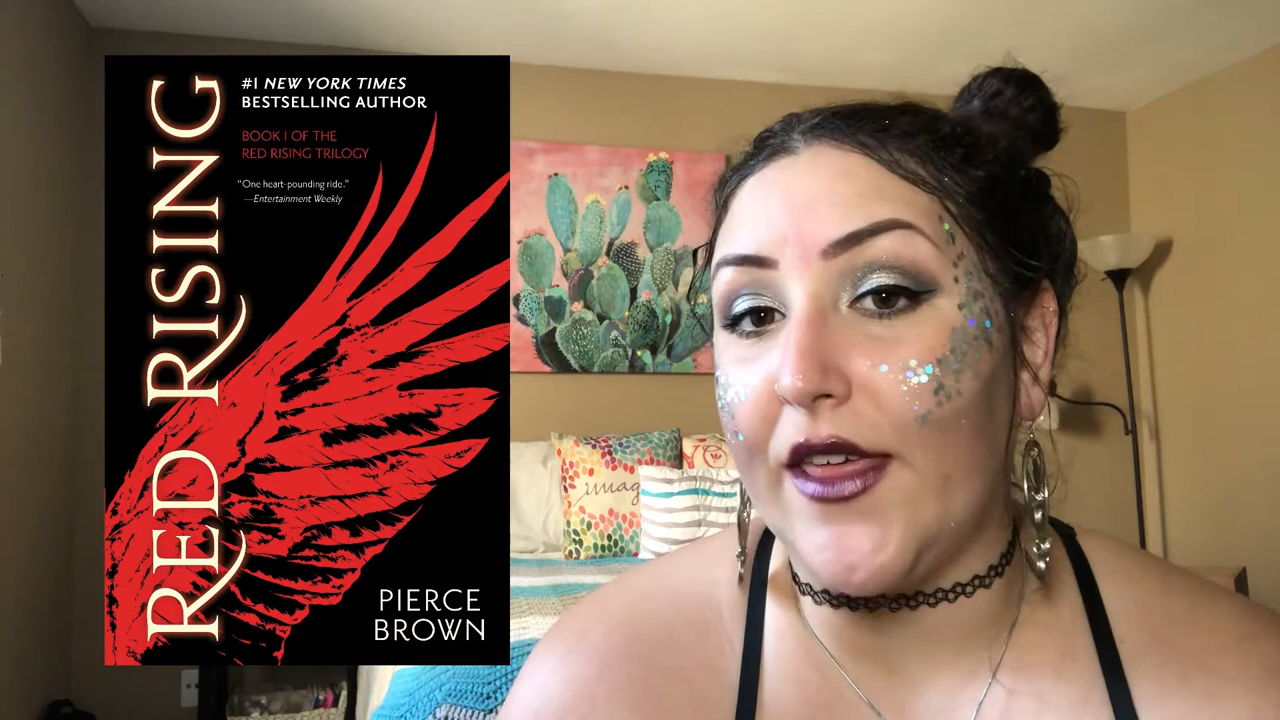 RED RISING
#1 NEW YORK TIMES
BESTSELLING AUTHOR
BOOK I OF THE
RED RISING TRILOGY
“One heart-pounding ride.”
—Entertainment Weekly
PIERCE
BROWN
imag